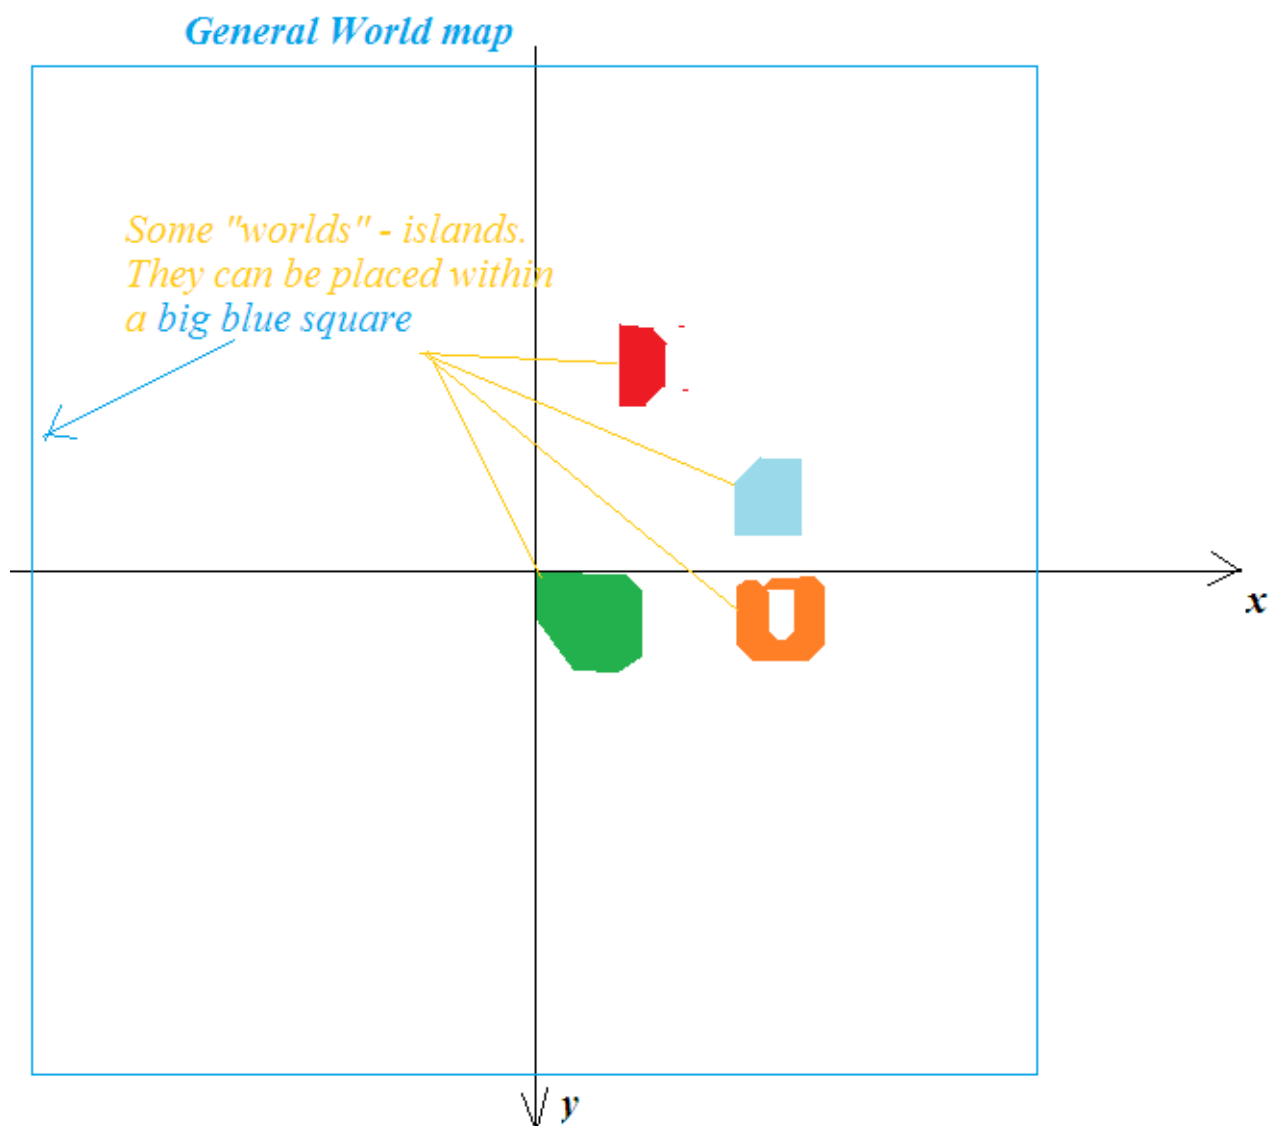 General World map
Some "worlds" - islands.
They can be placed within
a big blue square
x
y